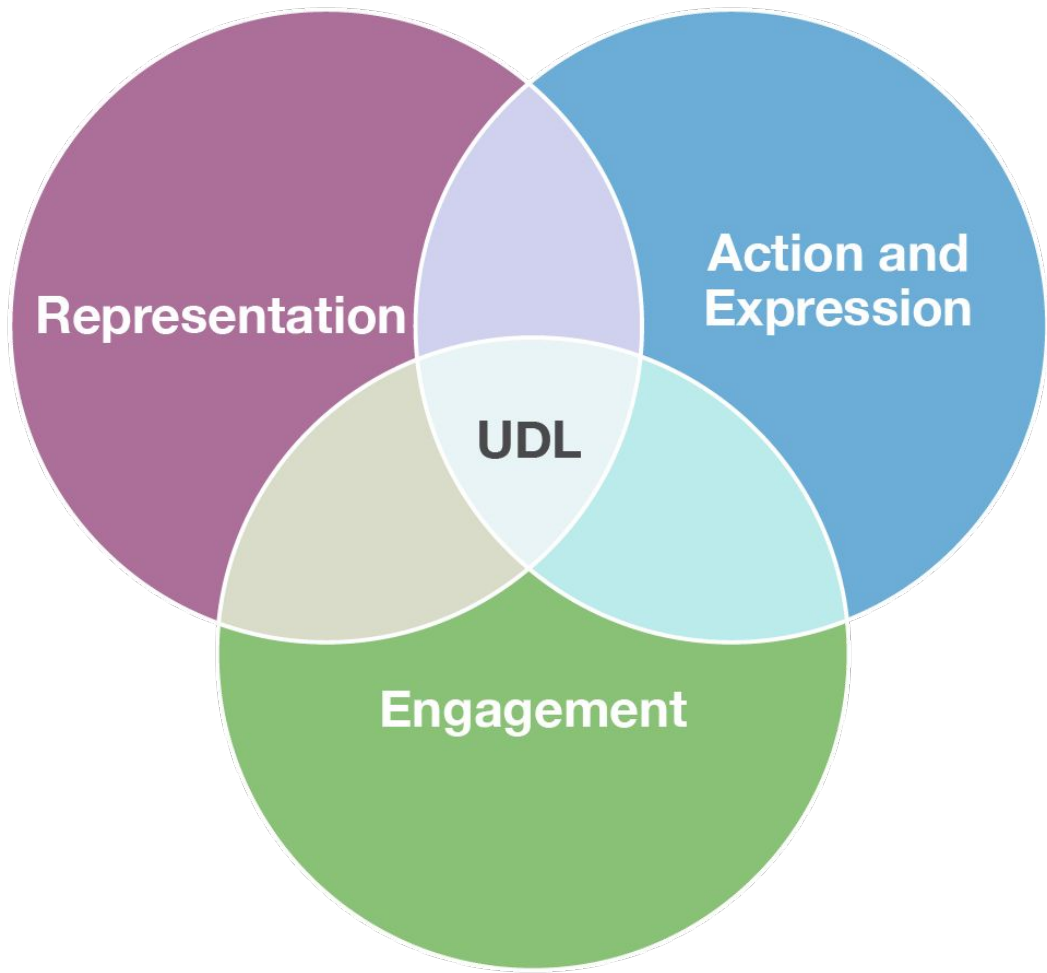 Representation
Action and
Expression
UDL
Engagement